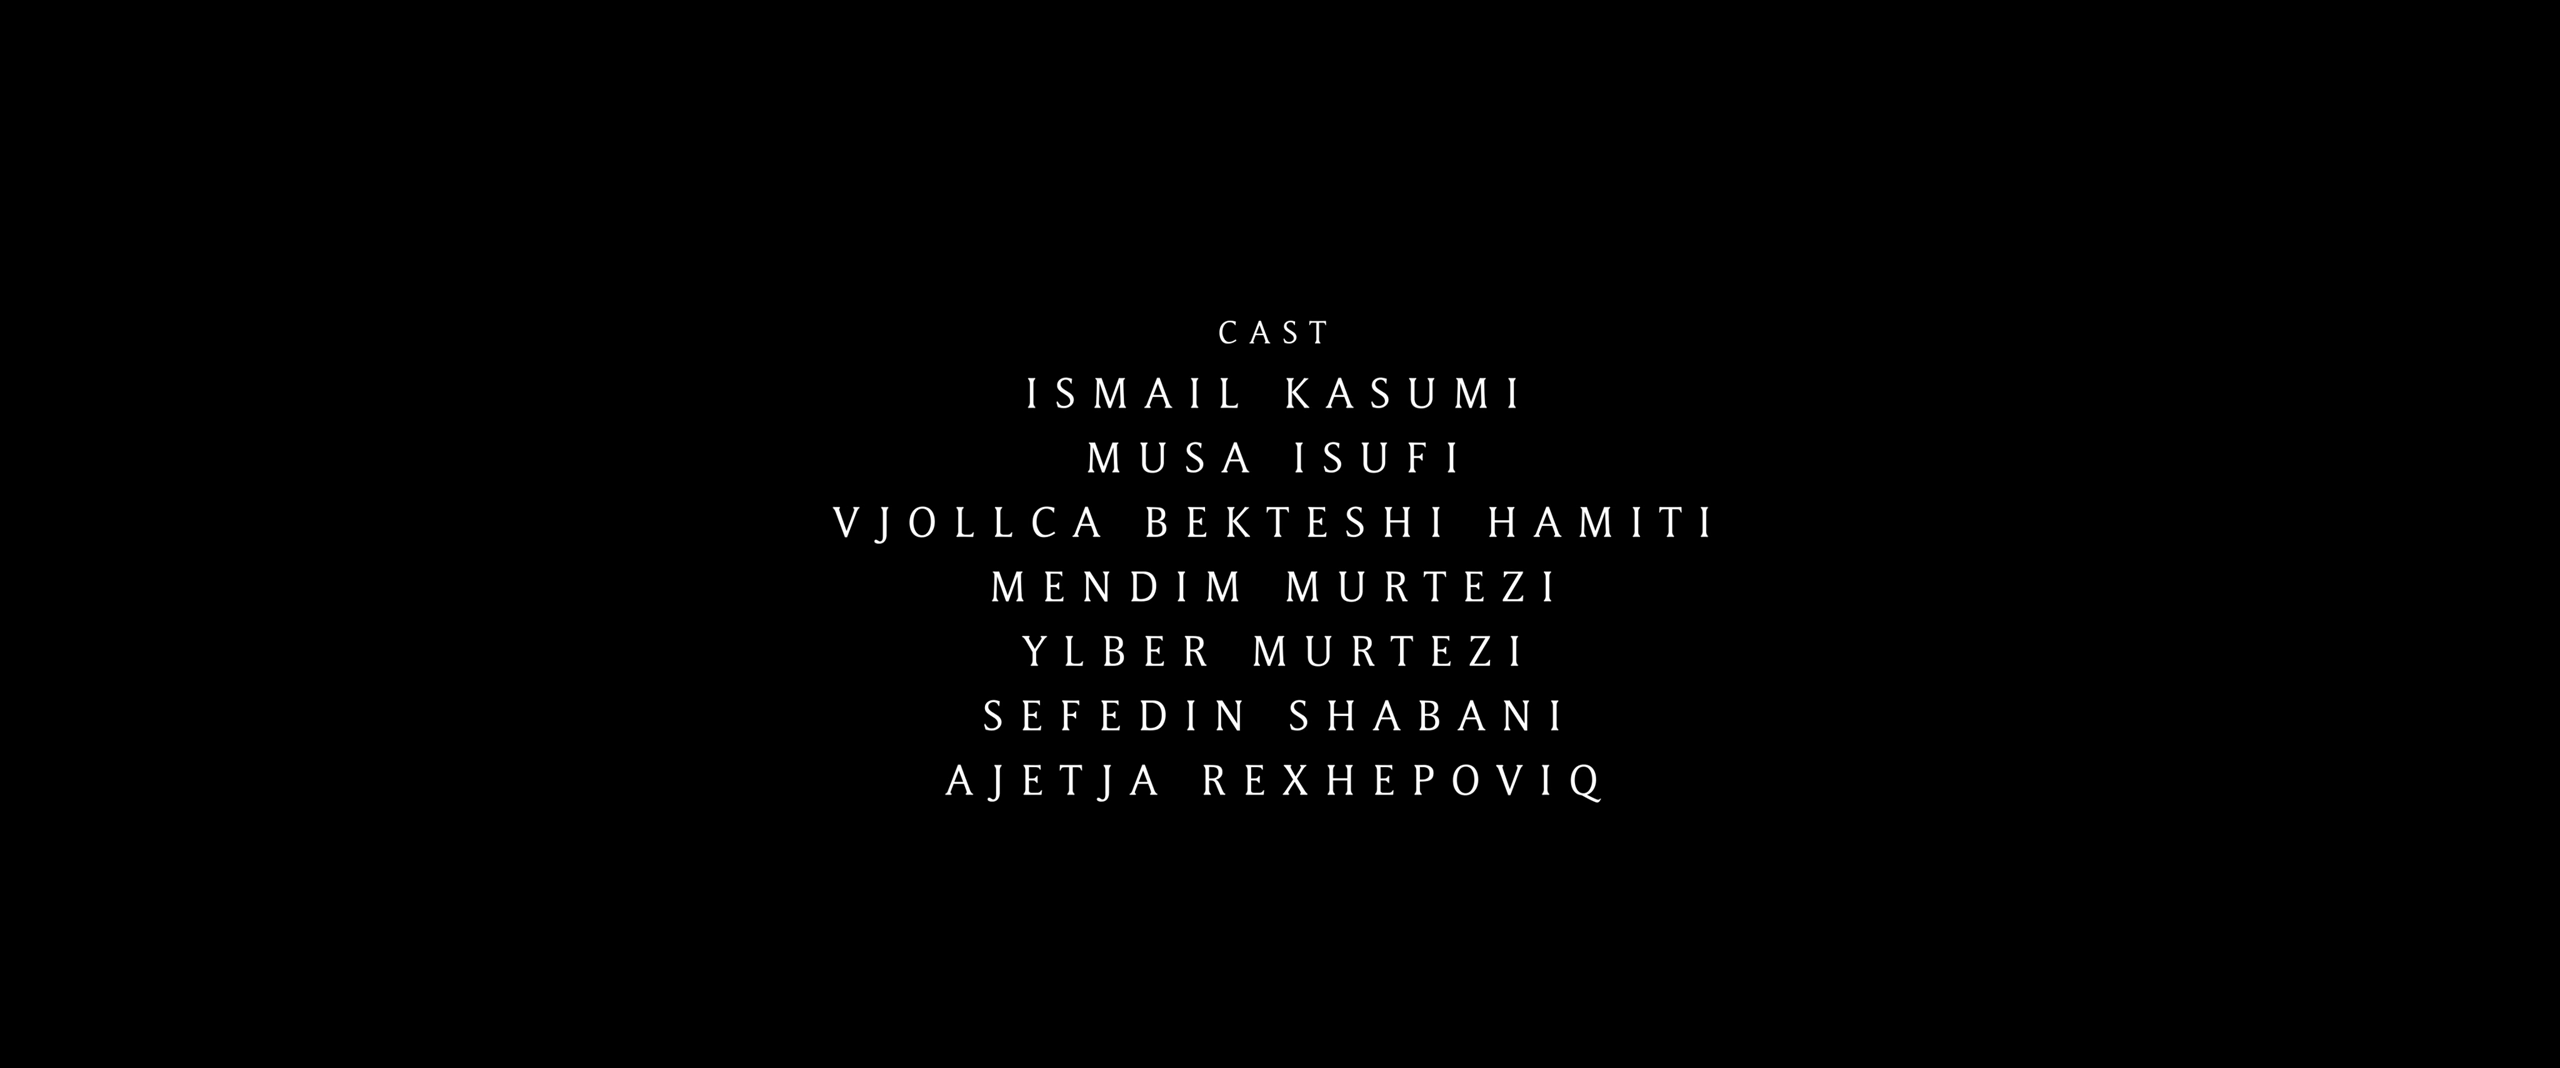 CAST
ISMAIL KASUMI
MUSA ISUFI
VJOLLCA BEKTESHI HAMITI
MENDIM MURTEZI
YLBER MURTEZI
SEFEDIN SHABANI
AJETJA REXHEPOVIQ